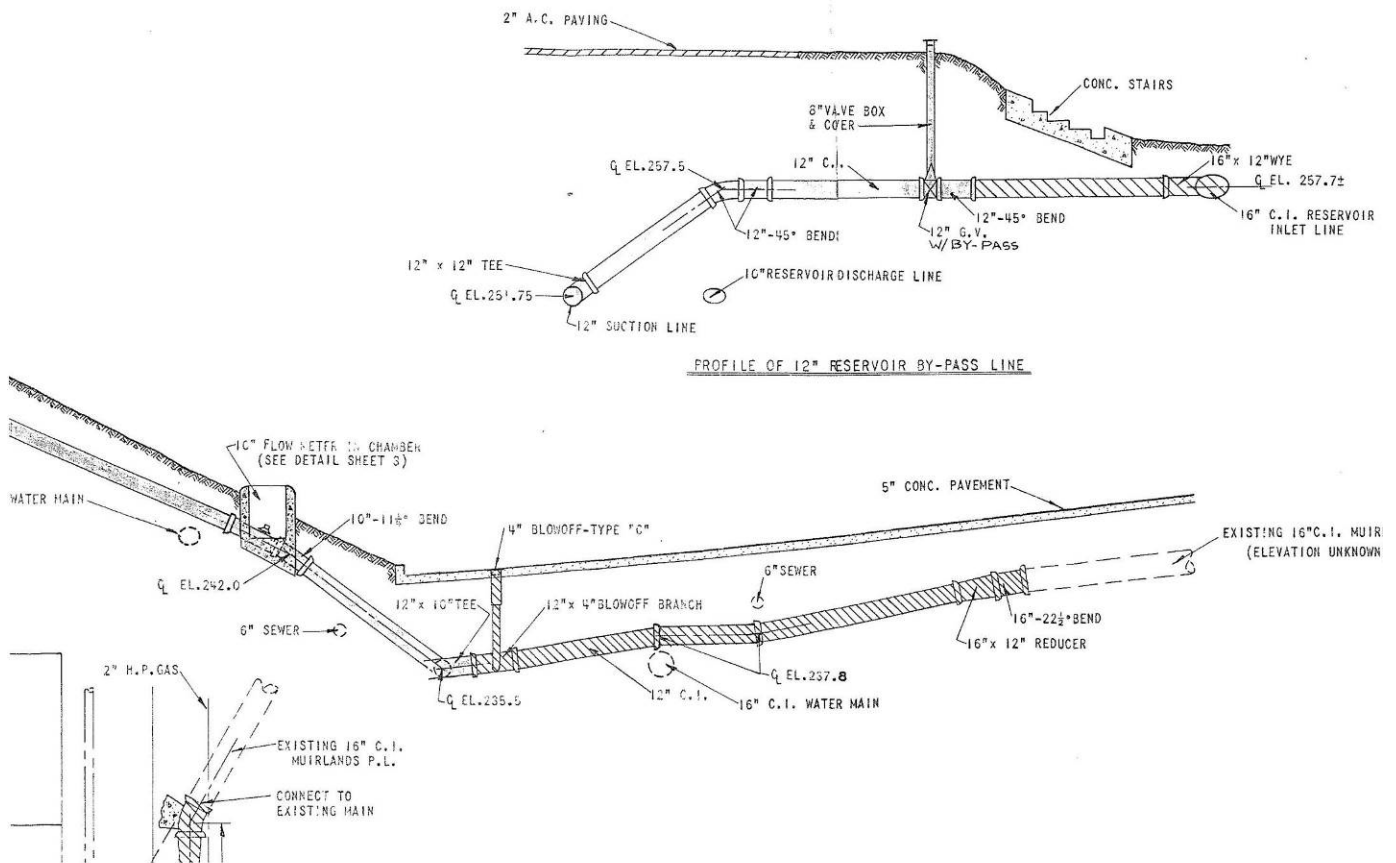 2" A.C. PAVING
CONC. STAIRS
8" VALVE BOX
& COVER
℄ EL. 257.5
12" C.I.
16" x 12" WYE
℄ EL. 257.7±
12"-45° BEND
12"-45° BEND
16" C.I. RESERVOIR
INLET LINE
12" G.V.
W/ BY-PASS
12" x 12" TEE
10" RESERVOIR DISCHARGE LINE
12" SUCTION LINE
PROFILE OF 12" RESERVOIR BY-PASS LINE
10" FLOW METER IN CHAMBER
(SEE DETAIL SHEET 3)
WATER MAIN
10"-11¼° BEND
5" CONC. PAVEMENT
4" BLOWOFF-TYPE "C"
EXISTING 16" C.I. MUIR
(ELEVATION UNKNOWN
℄ EL. 242.0
6" SEWER
12" x 10" TEE
12" x 4" BLOWOFF BRANCH
6" SEWER
16"-22½° BEND
16" x 12" REDUCER
2" H.P. GAS
℄ EL. 237.8
12" C.I.
16" C.I. WATER MAIN
EXISTING 16" C.I.
MUIRLANDS P.L.
CONNECT TO
EXISTING MAIN